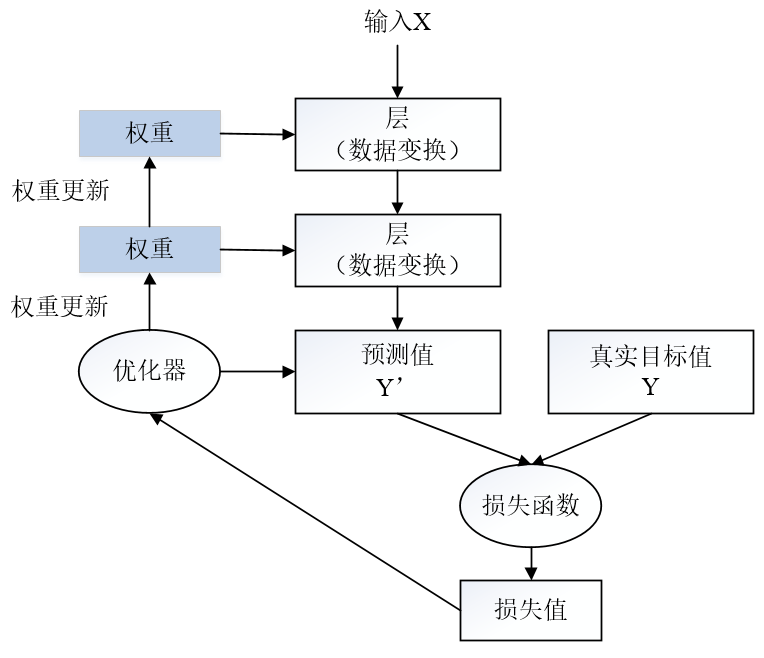 输入X
权重
层
（数据变换）
权重更新
权重
层
（数据变换）
权重更新
优化器
预测值
Y’
真实目标值
Y
损失函数
损失值